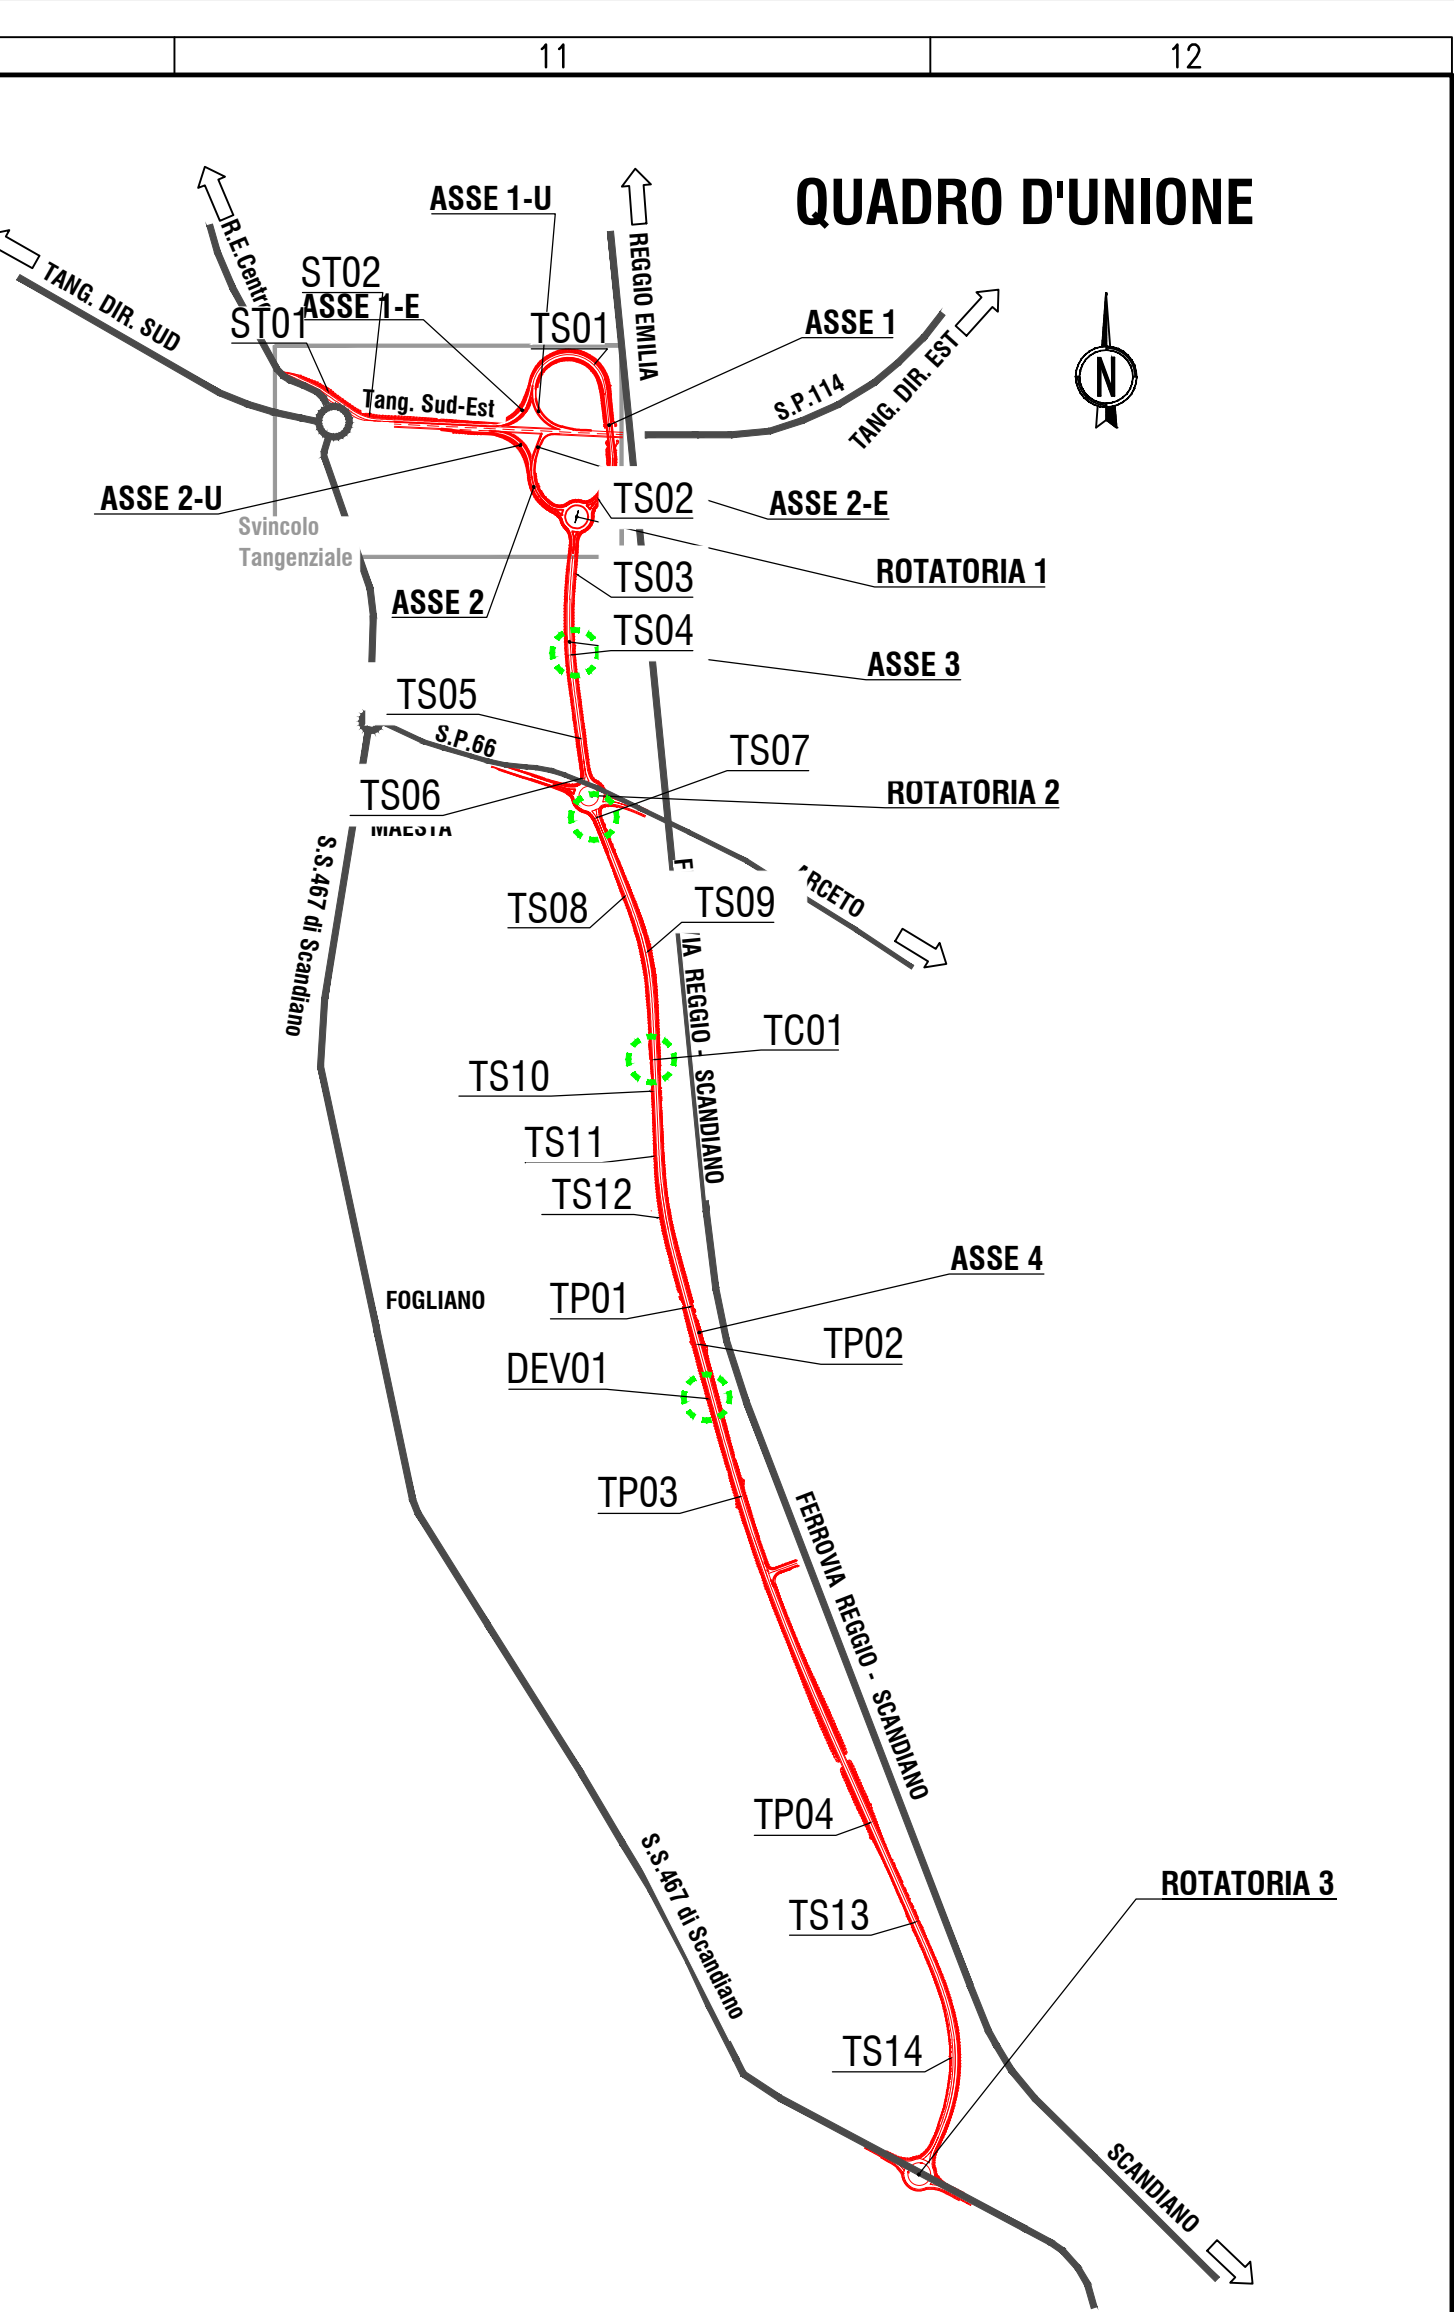 11
12
QUADRO D'UNIONE
ASSE 1-U
R.E.Centro
REGGIO EMILIA
TANG. DIR. SUD
ST02
ASSE 1-E
ST01
TS01
ASSE 1
TANG. DIR. EST
S.P.114
N
Tang. Sud-Est
ASSE 2-U
TS02
ASSE 2-E
Svincolo
Tangenziale
ROTATORIA 1
TS03
ASSE 2
TS04
ASSE 3
TS05
S.P.66
TS07
ROTATORIA 2
TS06
MAESTA
S.S.467 di Scandiano
F
ARCETO
TS08
TS09
IA REGGIO - SCANDIANO
TC01
TS10
TS11
TS12
ASSE 4
FOGLIANO
TP01
TP02
DEV01
TP03
FERROVIA REGGIO - SCANDIANO
TP04
S.S.467 di Scandiano
ROTATORIA 3
TS13
TS14
SCANDIANO